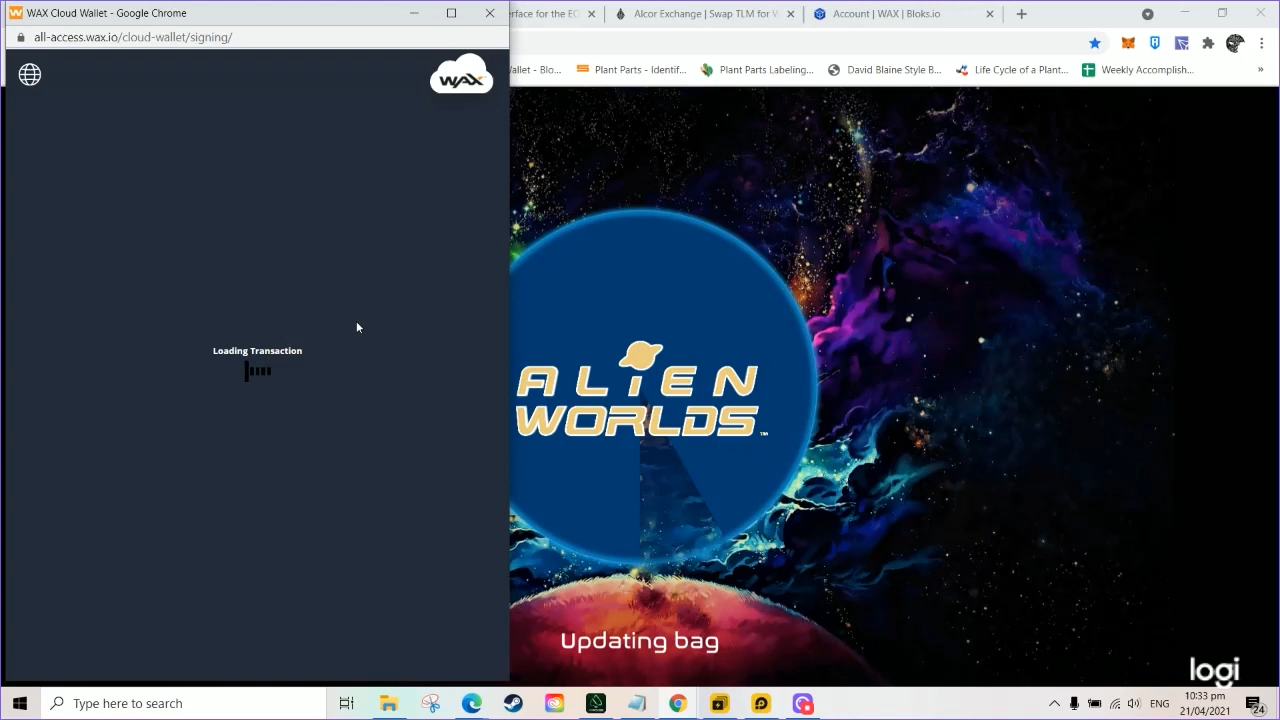 WAX Cloud Wallet - Google Chrome
erface for the EO
Alcor Exchange | Swap TLM for V
Account | WAX | Bloks.io
all-access.wax.io/cloud-wallet/signing/
Wallet - Blo...
Plant Parts - Identif...
Plant Parts Labeling...
David Blaine Style B...
Life Cycle of a Plant...
Weekly Accomplish...
WAX
Loading Transaction
ALIEN
WORLDS™
Updating bag
logi
Type here to search
ENG
10:33 pm
21/04/2021
24